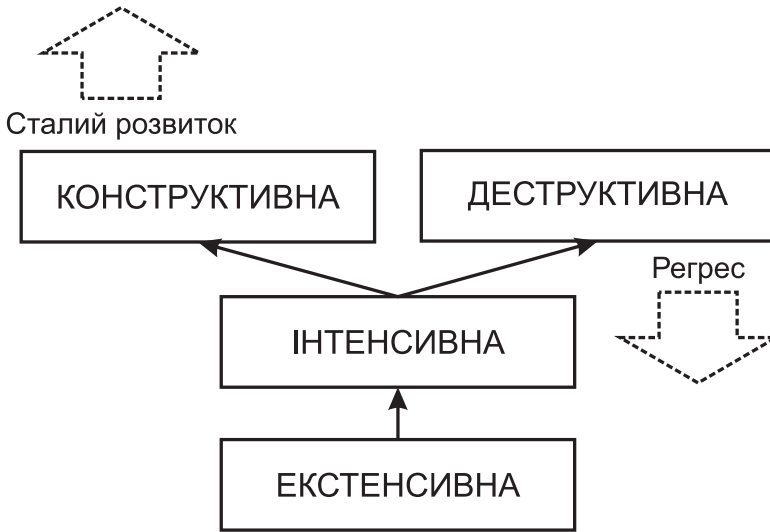 Сталий розвиток
КОНСТРУКТИВНА
ДЕСТРУКТИВНА
Регрес
ІНТЕНСИВНА
ЕКСТЕНСИВНА